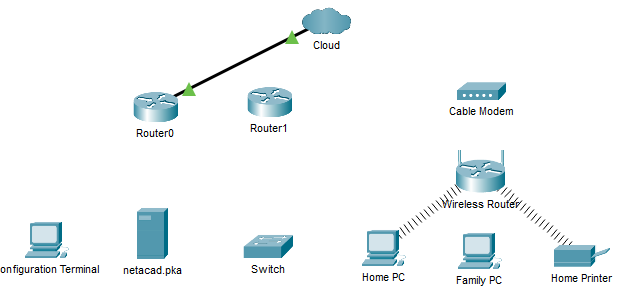 Cloud
Cable Modem
Router0
Router1
Wireless Router
onfiguration Terminal
netacad.pka
Switch
Home PC
Family PC
Home Printer